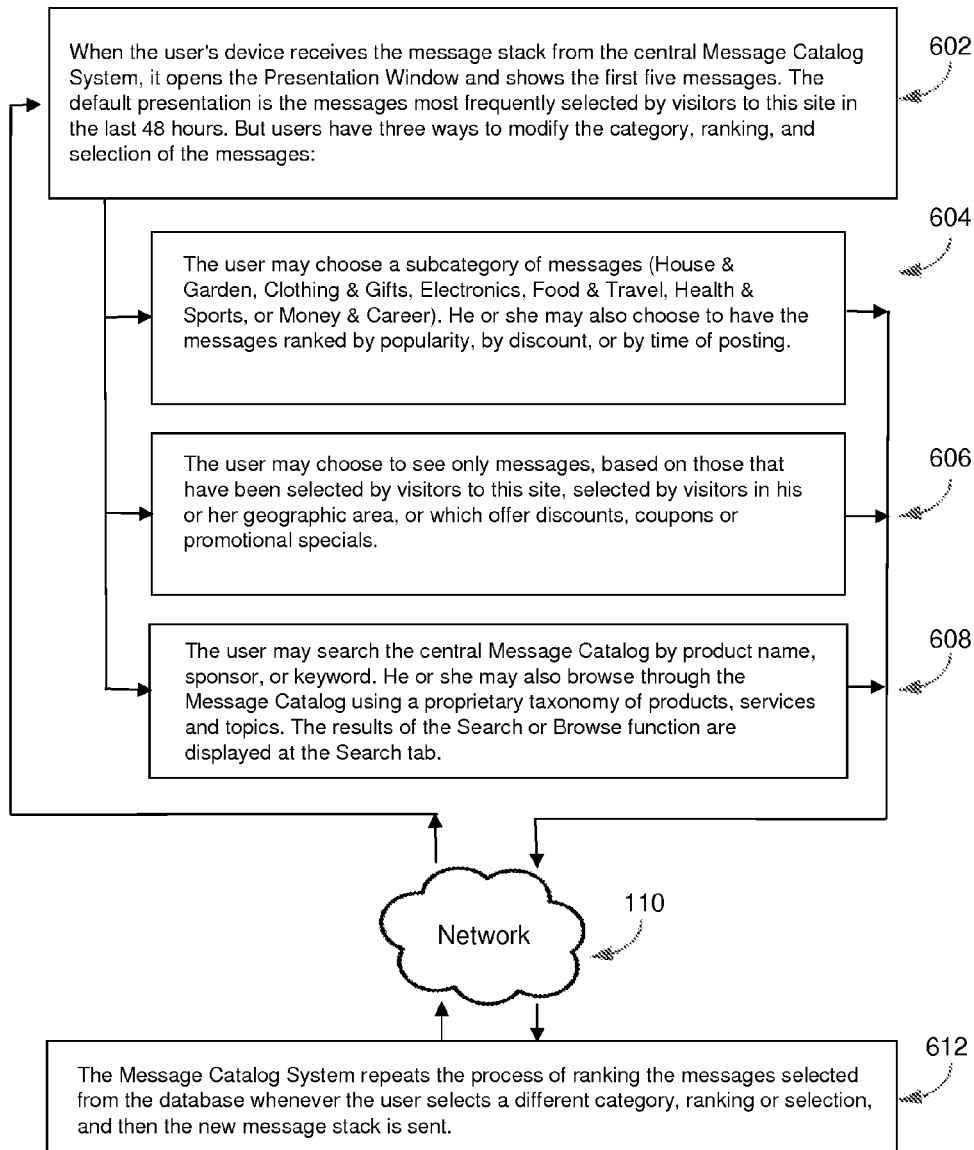 When the user's device receives the message stack from the central Message Catalog
System, it opens the Presentation Window and shows the first five messages. The
default presentation is the messages most frequently selected by visitors to this site in
the last 48 hours. But users have three ways to modify the category, ranking, and
selection of the messages:
602
604
The user may choose a subcategory of messages (House &
Garden, Clothing & Gifts, Electronics, Food & Travel, Health &
Sports, or Money & Career). He or she may also choose to have the
messages ranked by popularity, by discount, or by time of posting.
606
The user may choose to see only messages, based on those that
have been selected by visitors to this site, selected by visitors in his
or her geographic area, or which offer discounts, coupons or
promotional specials.
608
The user may search the central Message Catalog by product name,
sponsor, or keyword. He or she may also browse through the
Message Catalog using a proprietary taxonomy of products, services
and topics. The results of the Search or Browse function are
displayed at the Search tab.
Network
110
612
The Message Catalog System repeats the process of ranking the messages selected
from the database whenever the user selects a different category, ranking or selection,
and then the new message stack is sent.